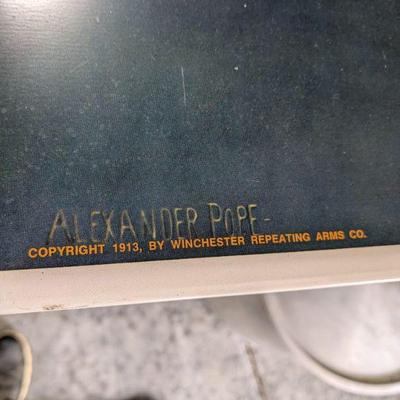 ALEXANDER POPE-
COPYRIGHT 1913, BY WINCHESTER REPEATING ARMS CO.